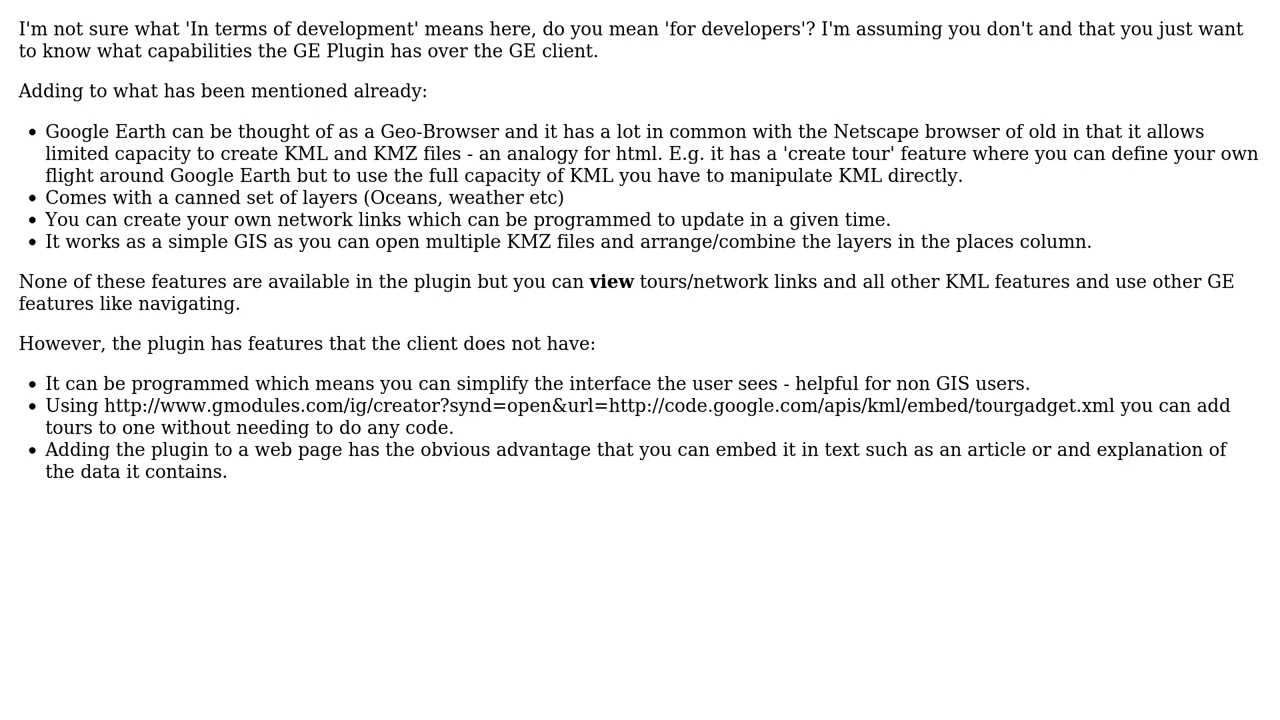 I'm not sure what 'In terms of development' means here, do you mean 'for developers'? I'm assuming you don't and that you just want
to know what capabilities the GE Plugin has over the GE client.
Adding to what has been mentioned already:
• Google Earth can be thought of as a Geo-Browser and it has a lot in common with the Netscape browser of old in that it allows
limited capacity to create KML and KMZ files - an analogy for html. E.g. it has a 'create tour' feature where you can define your own
flight around Google Earth but to use the full capacity of KML you have to manipulate KML directly.
• Comes with a canned set of layers (Oceans, weather etc)
• You can create your own network links which can be programmed to update in a given time.
• It works as a simple GIS as you can open multiple KMZ files and arrange/combine the layers in the places column.
None of these features are available in the plugin but you can view tours/network links and all other KML features and use other GE
features like navigating.
However, the plugin has features that the client does not have:
• It can be programmed which means you can simplify the interface the user sees - helpful for non GIS users.
• Using http://www.gmodules.com/ig/creator?synd=open&url=http://code.google.com/apis/kml/embed/tourgadget.xml you can add
tours to one without needing to do any code.
• Adding the plugin to a web page has the obvious advantage that you can embed it in text such as an article or and explanation of
the data it contains.